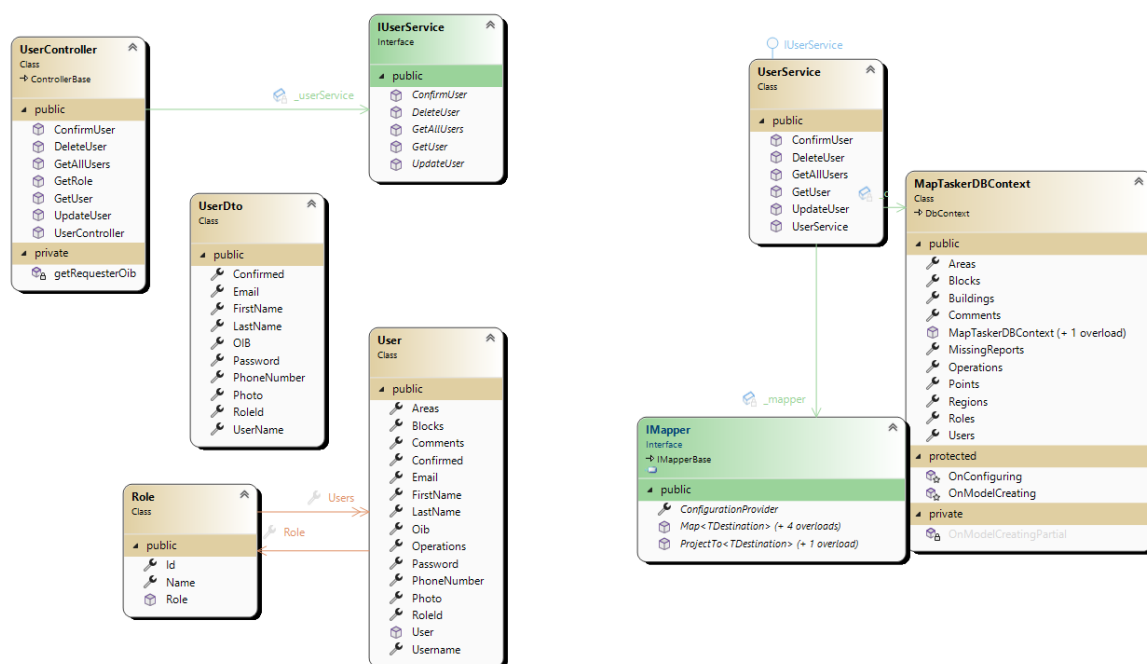 UserController
Class
ControllerBase
public
ConfirmUser
DeleteUser
GetAllUsers
GetRole
GetUser
UpdateUser
UserController
private
getRequesterOib
_userService
IUserService
Interface
public
ConfirmUser
DeleteUser
GetAllUsers
GetUser
UpdateUser
UserDto
Class
public
Confirmed
Email
FirstName
LastName
OIB
Password
PhoneNumber
Photo
RoleId
UserName
Role
Class
public
Id
Name
Role
Users
Role
User
Class
public
Areas
Blocks
Comments
Confirmed
Email
FirstName
LastName
Oib
Operations
Password
PhoneNumber
Photo
RoleId
User
Username
IUserService
UserService
Class
public
ConfirmUser
DeleteUser
GetAllUsers
GetUser
UpdateUser
UserService
_mapper
IMapper
Interface
IMapperBase
public
ConfigurationProvider
Map<TDestination> (+ 4 overloads)
ProjectTo<TDestination> (+ 1 overload)
MapTaskerDBContext
Class
DbContext
public
Areas
Blocks
Buildings
Comments
MapTaskerDBContext (+ 1 overload)
MissingReports
Operations
Points
Regions
Roles
Users
protected
OnConfiguring
OnModelCreating
private
OnModelCreatingPartial